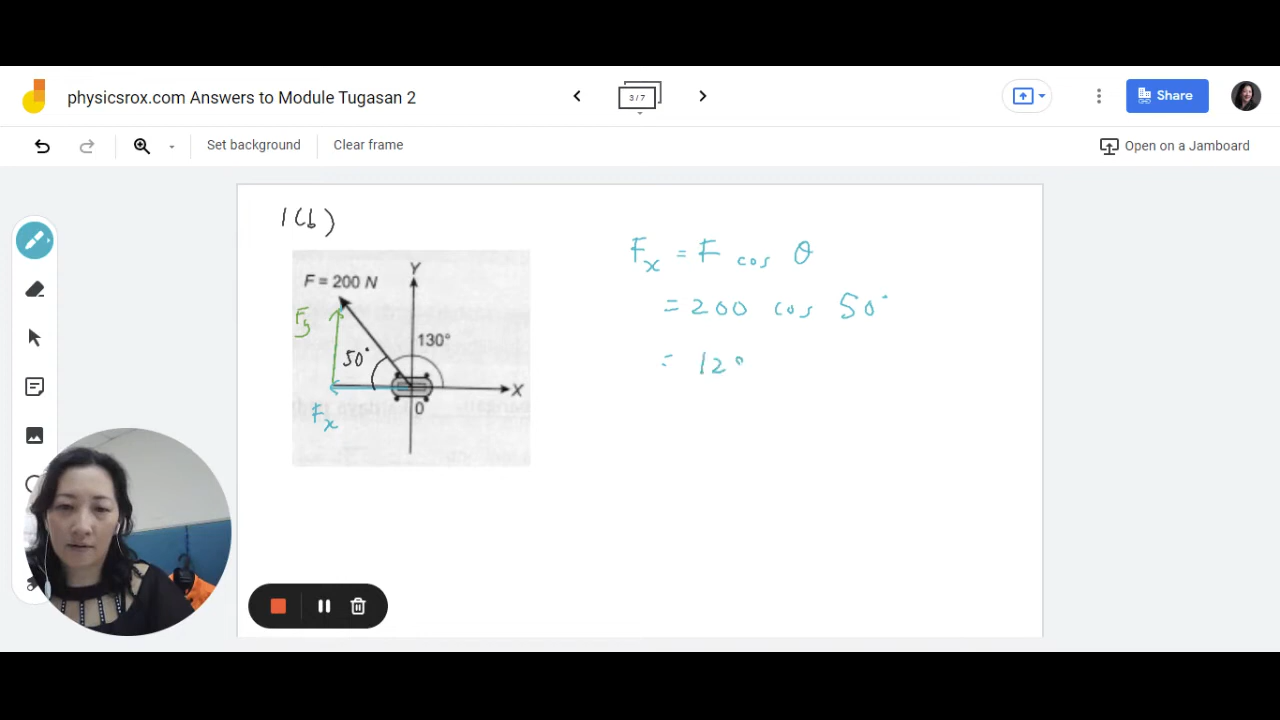 physicsrox.com Answers to Module Tugasan 2
3 / 7
Share
Set background
Clear frame
Open on a Jamboard
1(b)
F = 200 N
Y
Fy
50°
130°
X
O
Fx
Fx = F cos θ
= 200 cos 50°
= 12